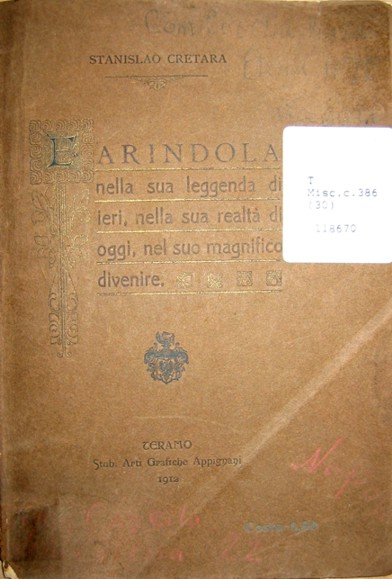 STANISLAO CRETARA
FARINDOLA
nella sua leggenda di
ieri, nella sua realtà di
oggi, nel suo magnifico
divenire.
T
Misc.c.386
(30)
118670
TERAMO
Stab. Arti Grafiche Appignani
1912